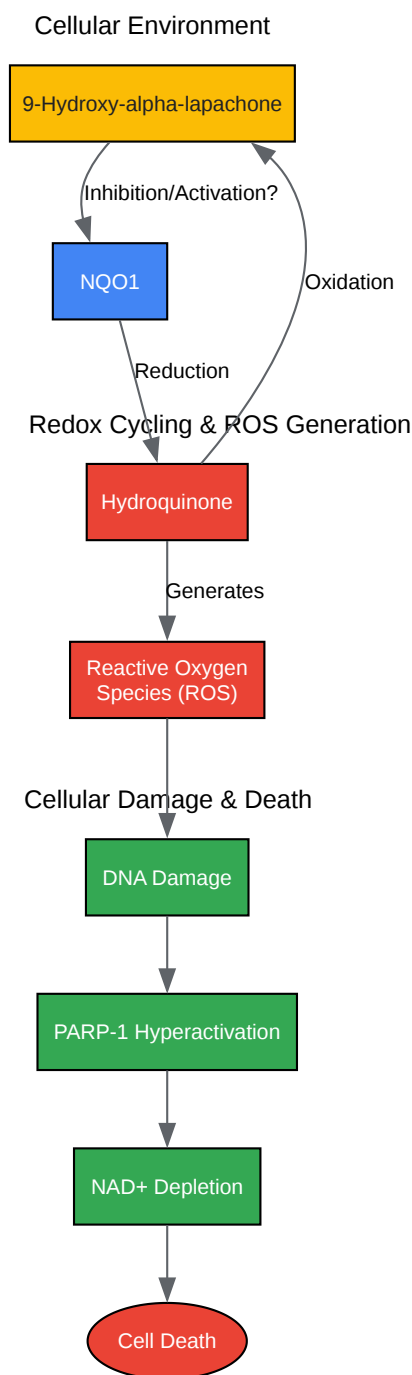 Cellular Environment
9-Hydroxy-alpha-lapachone
Inhibition/Activation?
NQO1
Oxidation
Reduction
Redox Cycling & ROS Generation
Hydroquinone
Generates
Reactive Oxygen
Species (ROS)
Cellular Damage & Death
DNA Damage
PARP-1 Hyperactivation
NAD+ Depletion
Cell Death